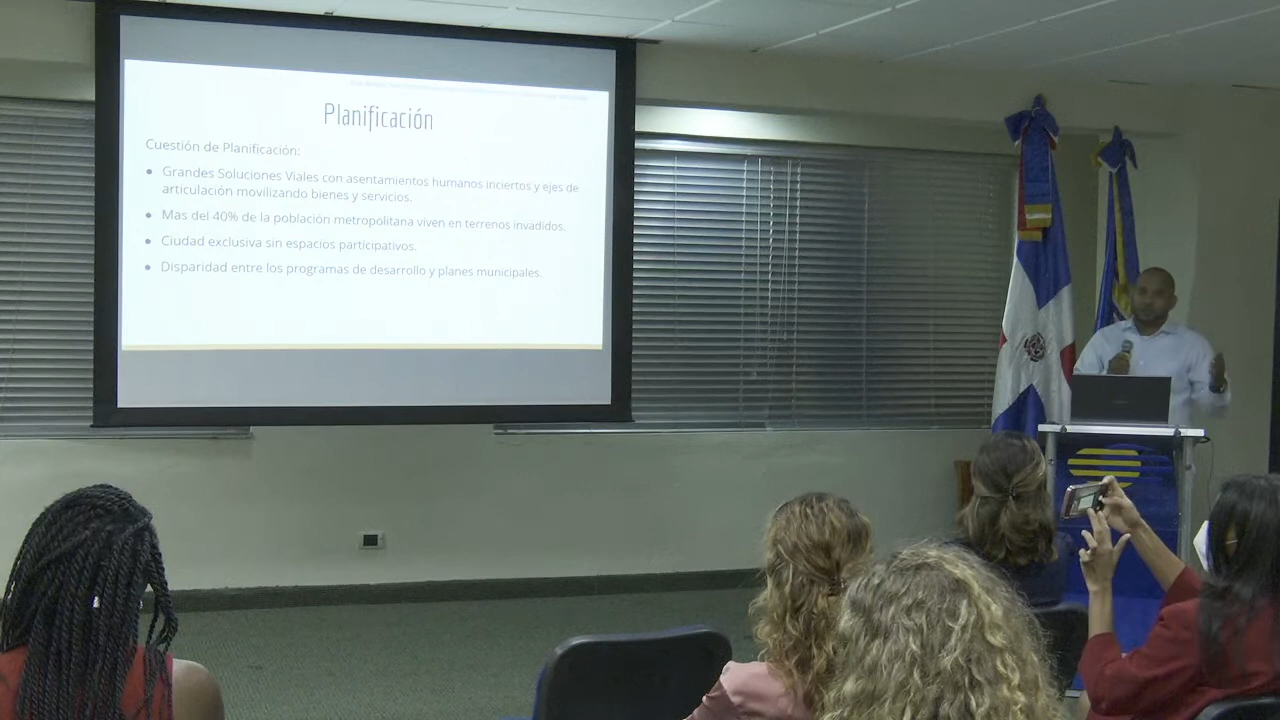 Planificación
Cuestión de Planificación:
• Grandes Soluciones Viales con asentamientos humanos inciertos y ejes de
articulación movilizando bienes y servicios.
• Mas del 40% de la población metropolitana viven en terrenos invadidos.
• Ciudad exclusiva sin espacios participativos.
• Disparidad entre los programas de desarrollo y planes municipales.